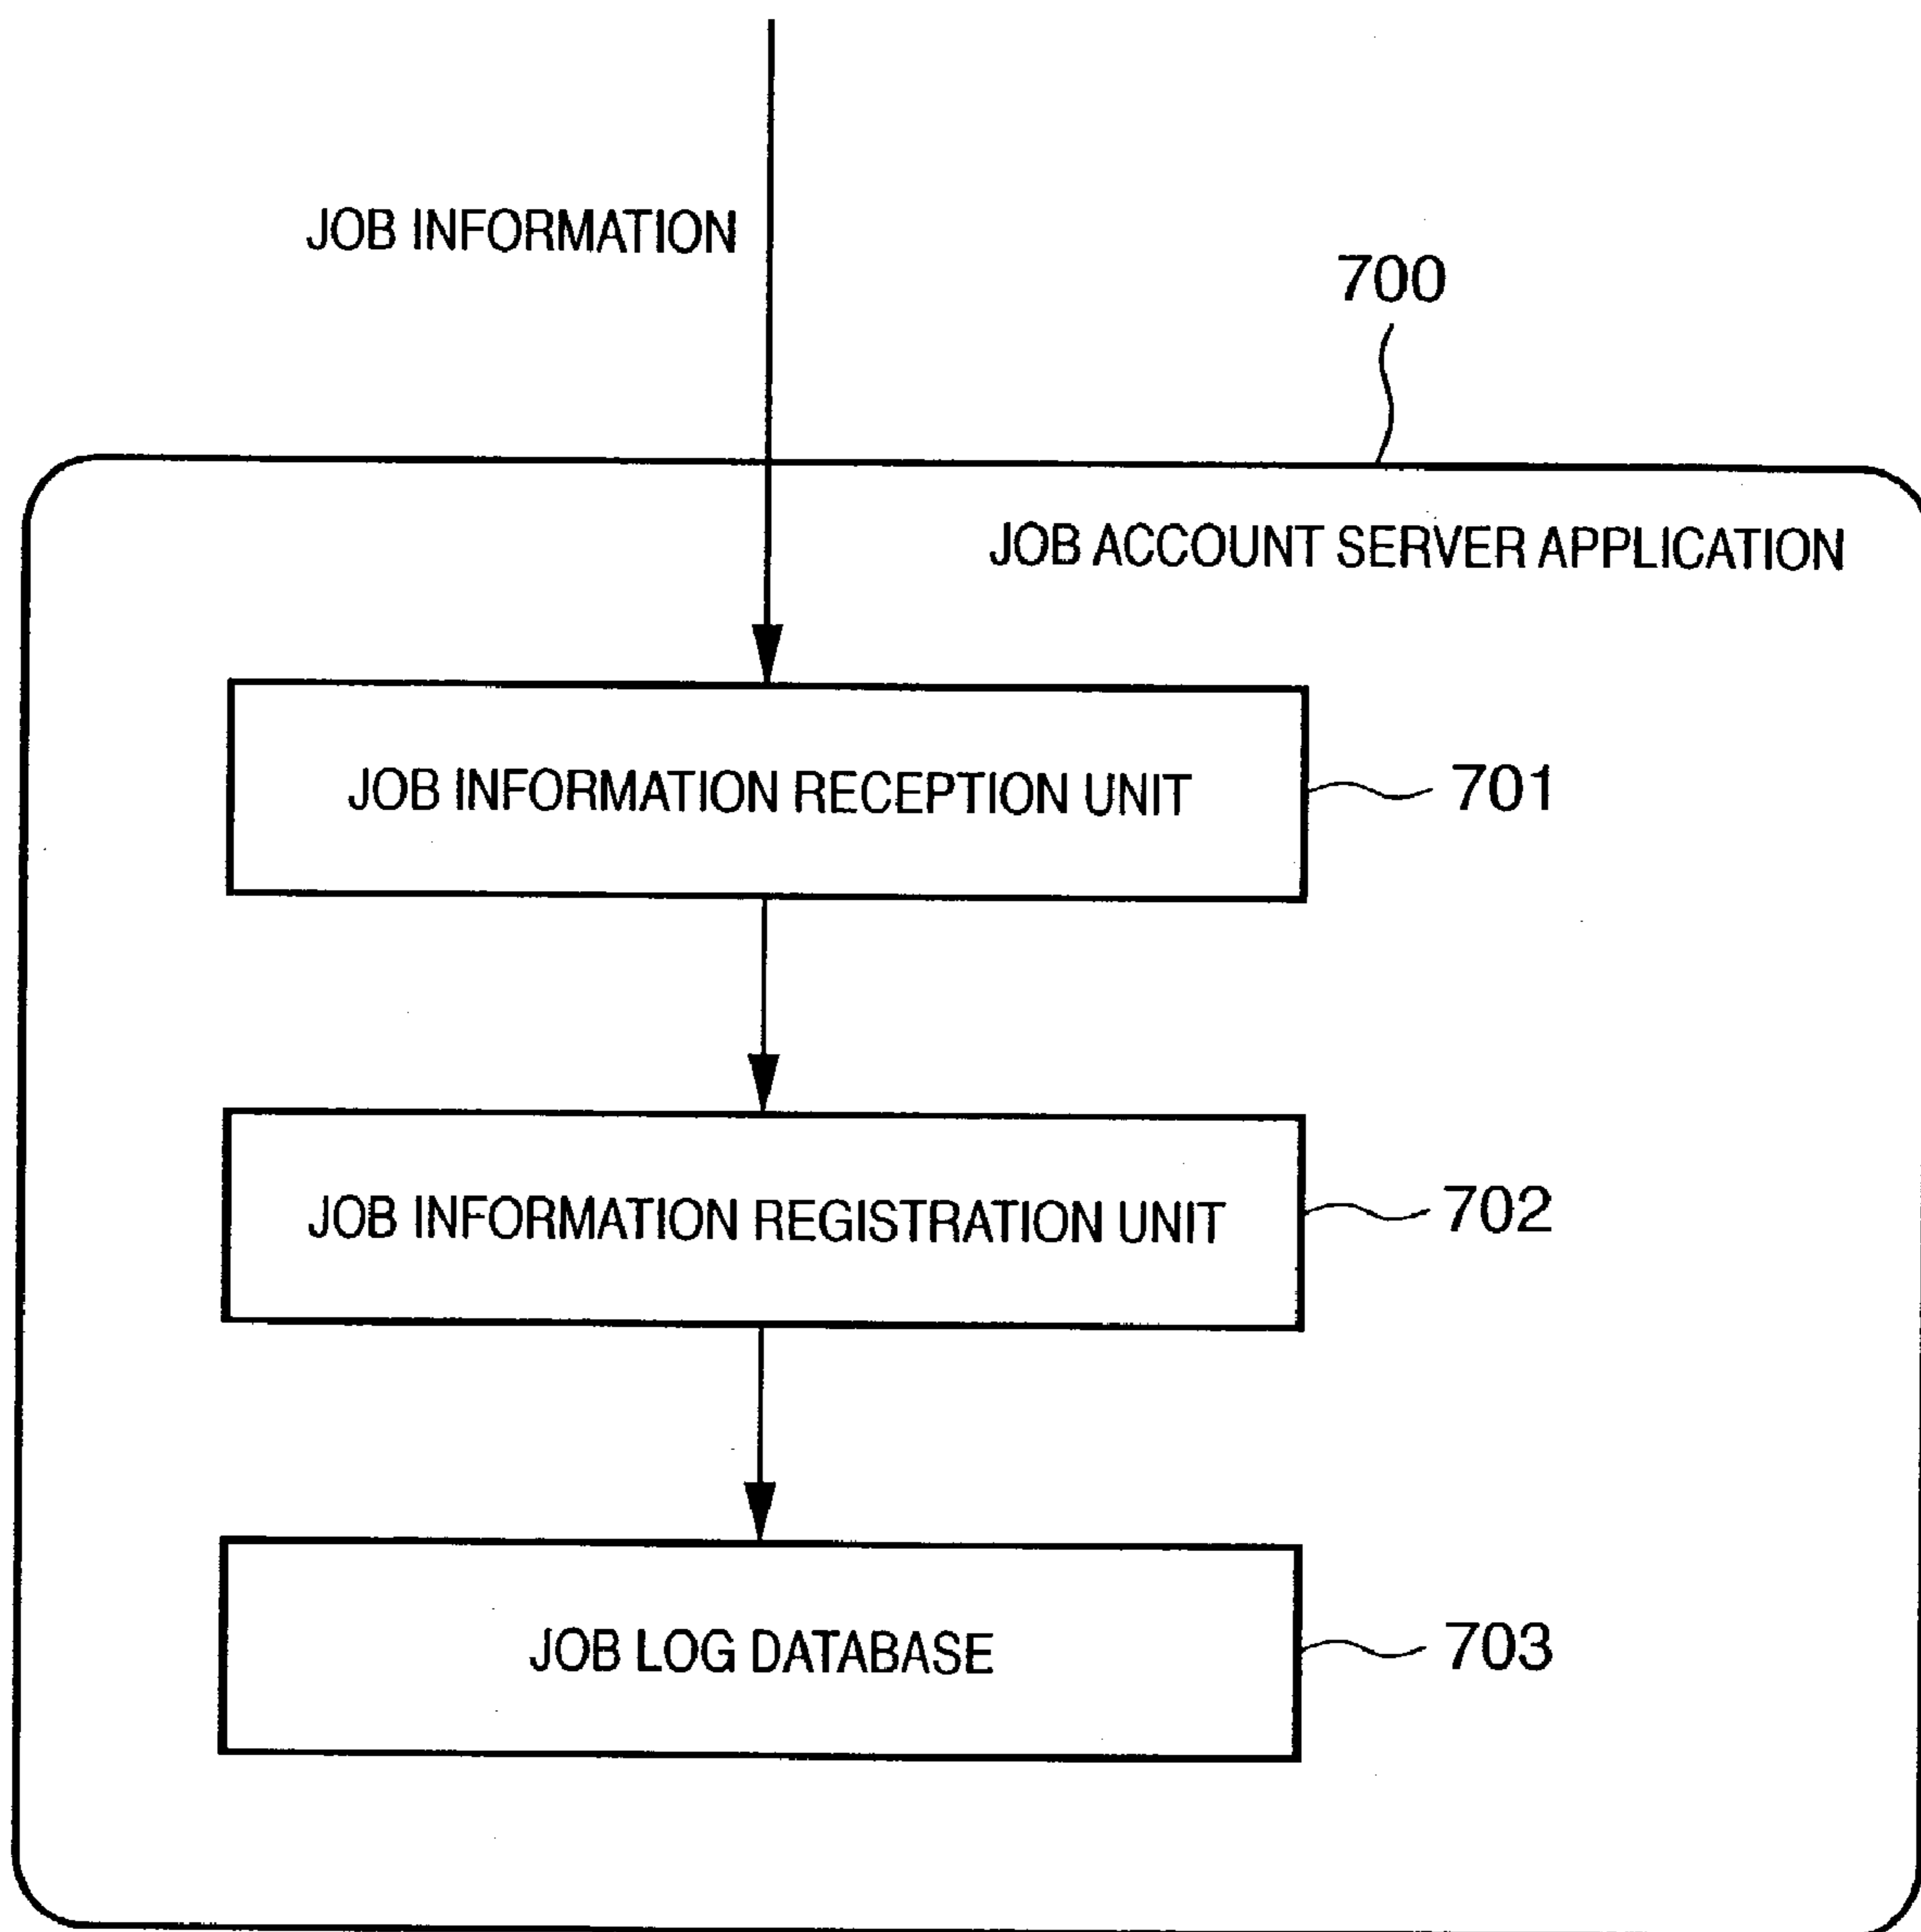 JOB INFORMATION
700
JOB ACCOUNT SERVER APPLICATION
JOB INFORMATION RECEPTION UNIT
701
JOB INFORMATION REGISTRATION UNIT
702
JOB LOG DATABASE
703